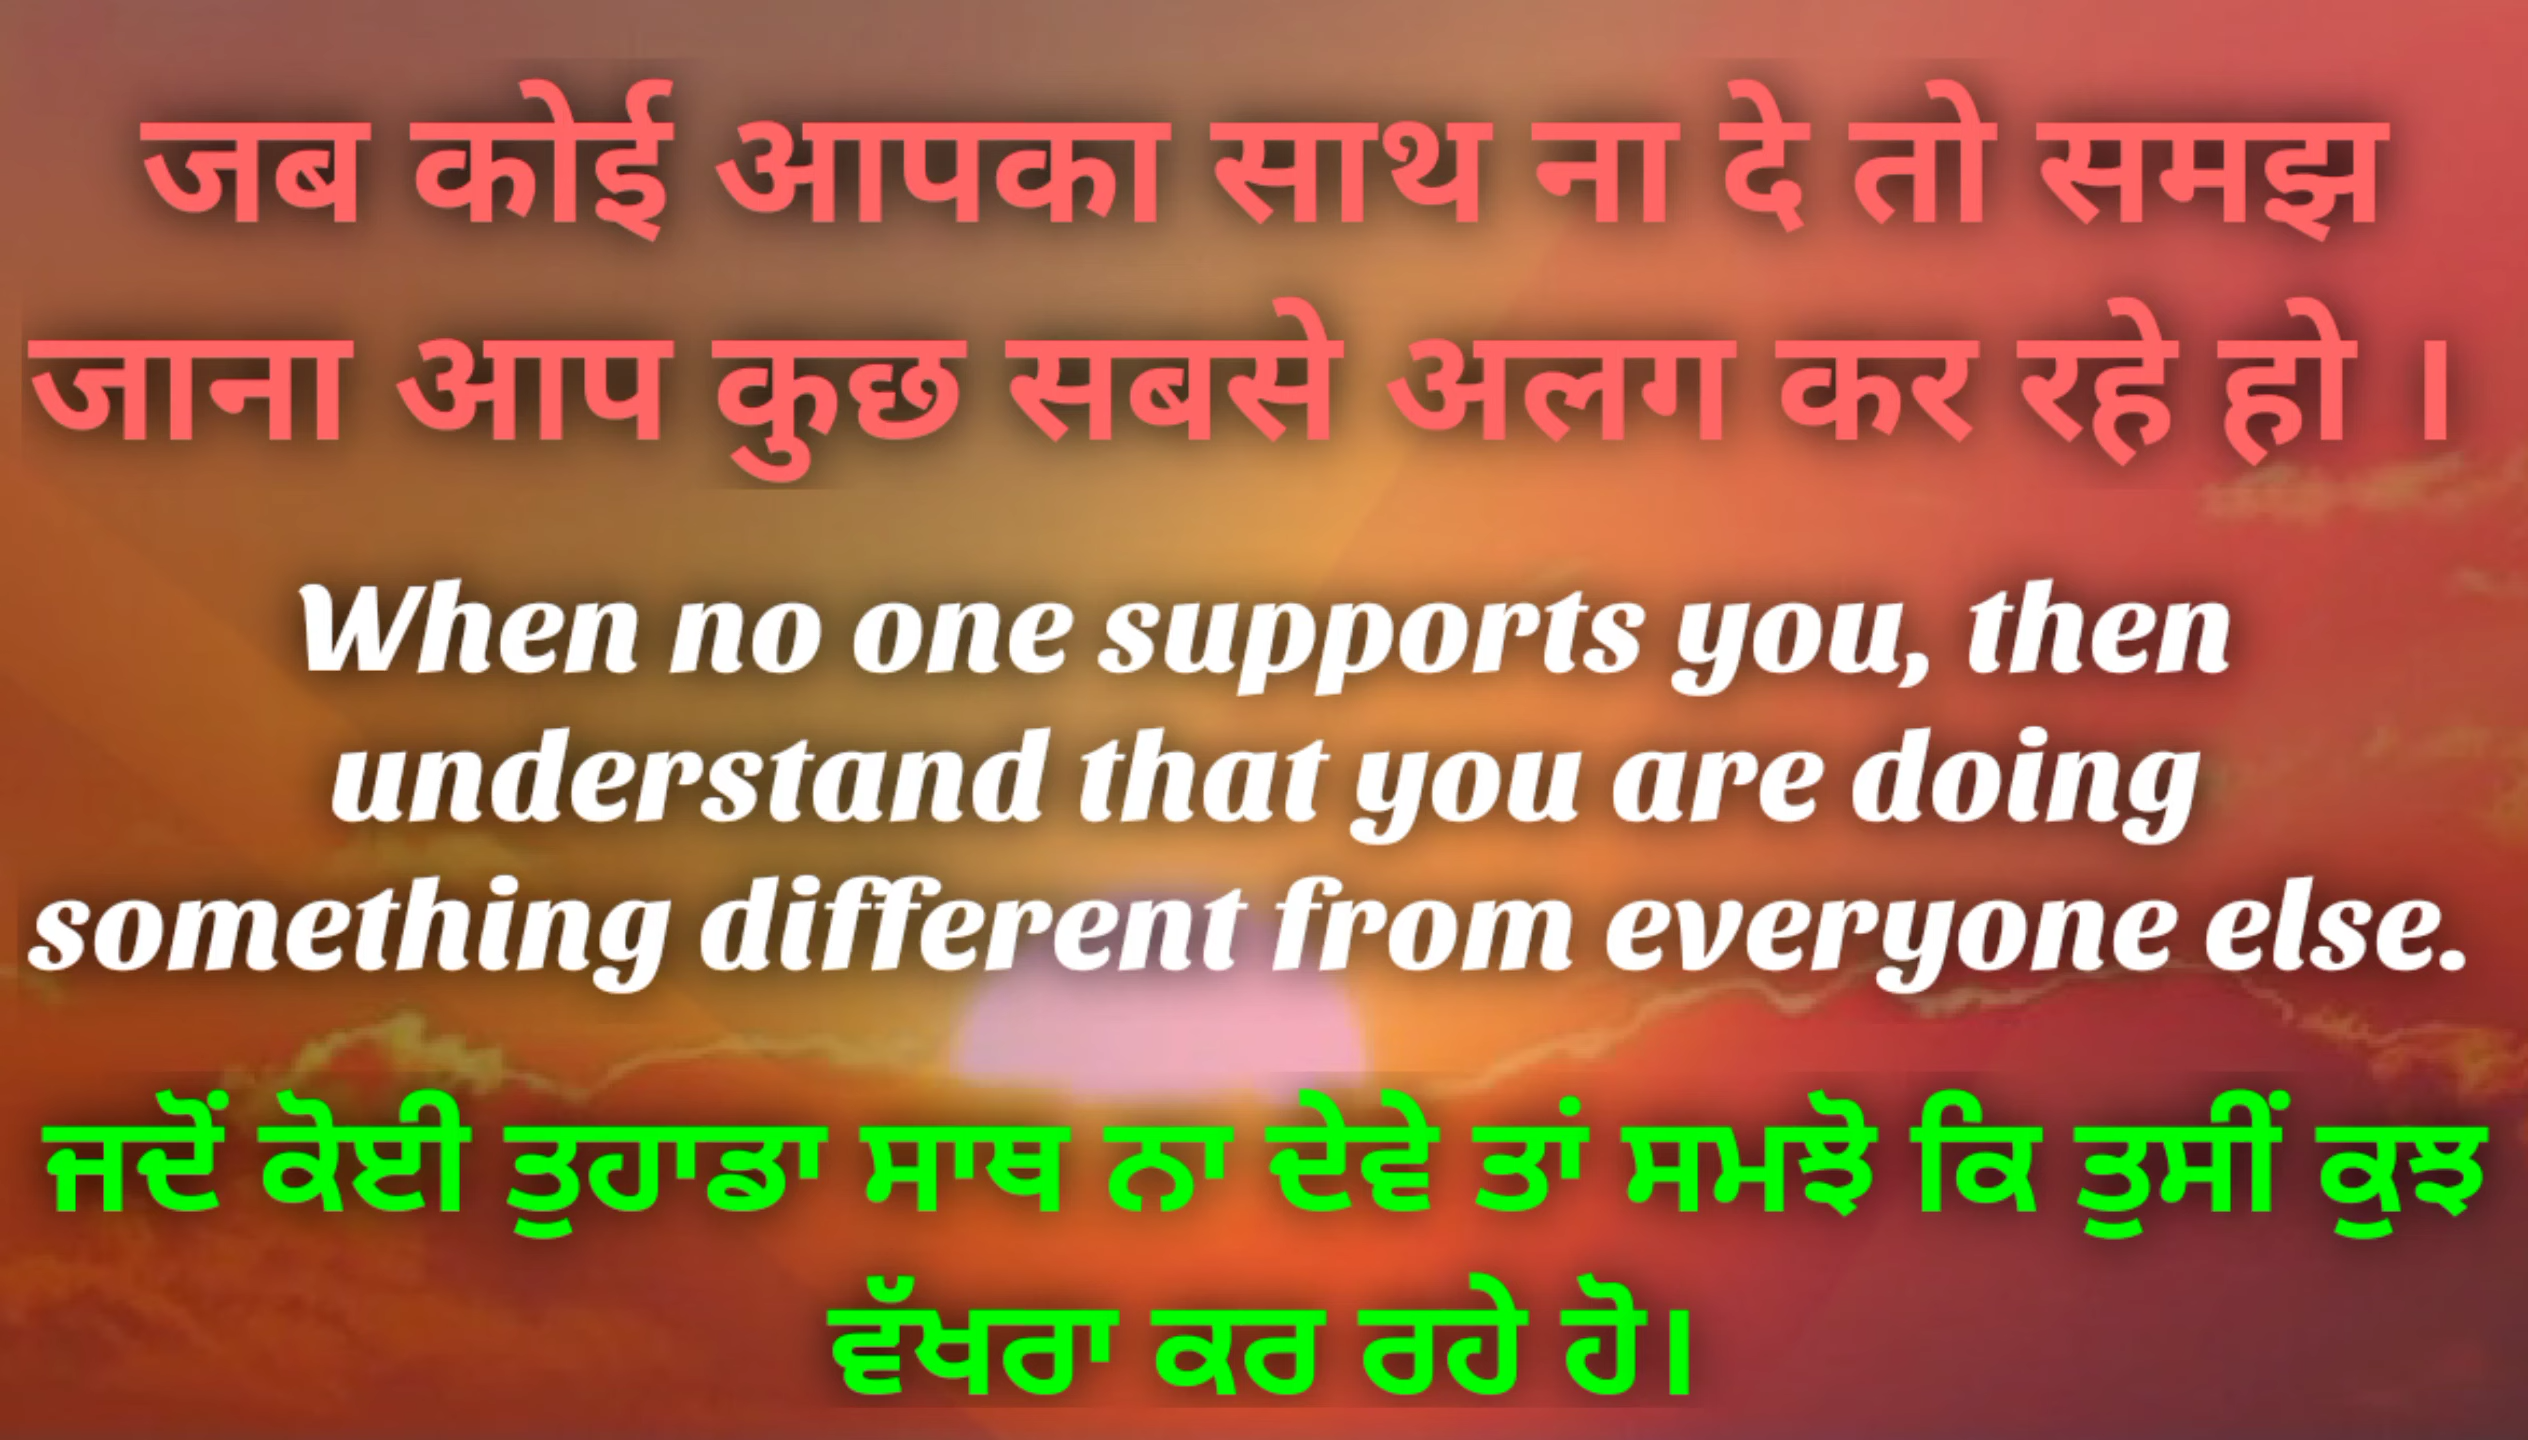 जब कोई आपका साथ ना दे तो समझ
जाना आप कुछ सबसे अलग कर रहे हो ।
When no one supports you, then
understand that you are doing
something different from everyone else.
ਜਦੋਂ ਕੋਈ ਤੁਹਾਡਾ ਸਾਥ ਨਾ ਦੇਵੇ ਤਾਂ ਸਮਝੋ ਕਿ ਤੁਸੀਂ ਕੁਝ
ਵੱਖਰਾ ਕਰ ਰਹੇ ਹੋ।